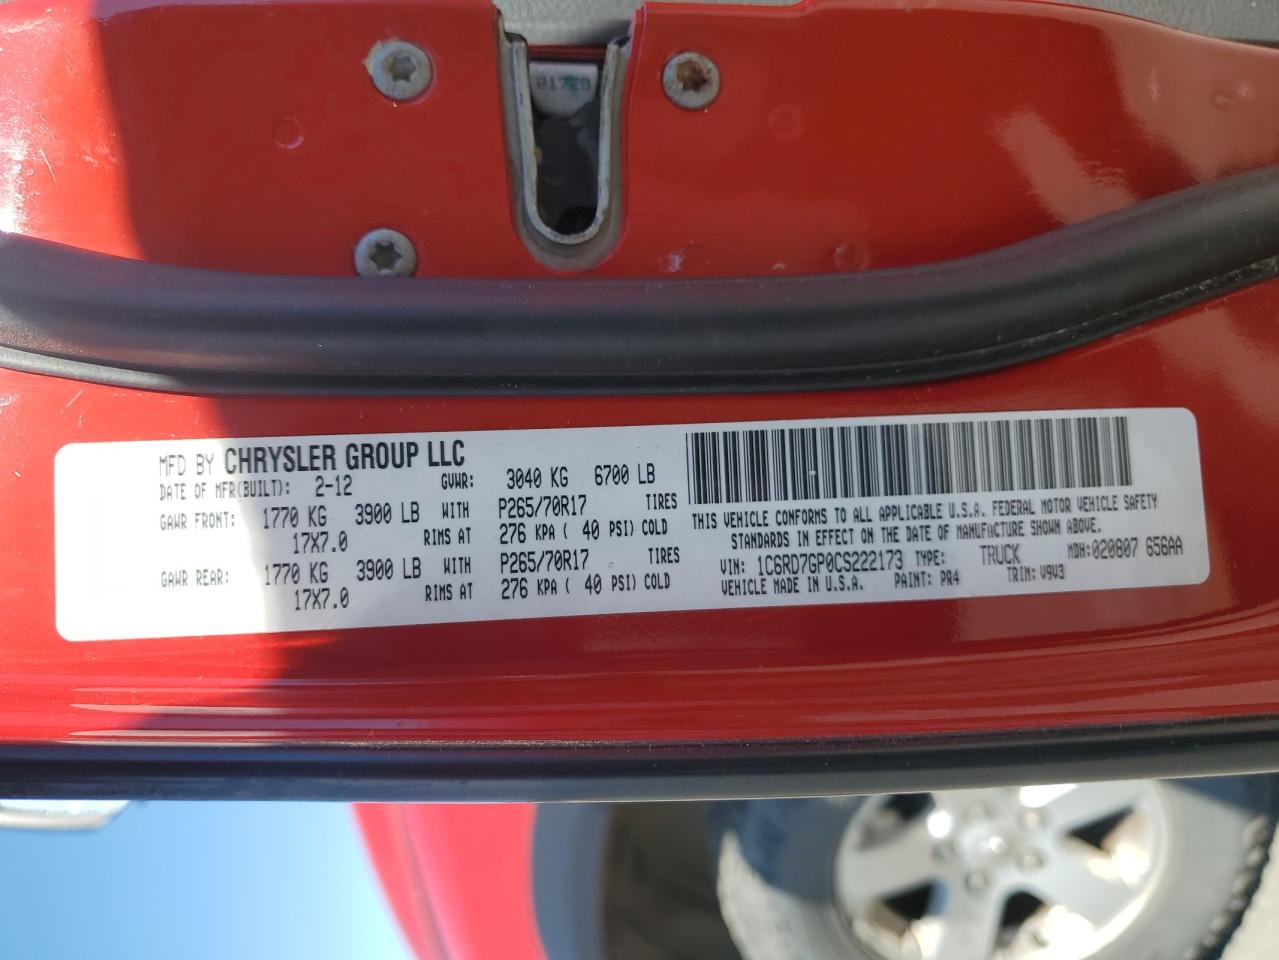 MFD BY CHRYSLER GROUP LLC
DATE OF MFR(BUILT): 2-12 GVWR: 3040 KG 6700 LB
GAWR FRONT: 1770 KG 3900 LB WITH P265/70R17 TIRES
17X7.0 RIMS AT 276 KPA ( 40 PSI) COLD
GAWR REAR: 1770 KG 3900 LB WITH P265/70R17 TIRES
17X7.0 RIMS AT 276 KPA ( 40 PSI) COLD
THIS VEHICLE CONFORMS TO ALL APPLICABLE U.S.A. FEDERAL MOTOR VEHICLE SAFETY
STANDARDS IN EFFECT ON THE DATE OF MANUFACTURE SHOWN ABOVE.
VIN: 1C6RD7GP0CS222173 TYPE: TRUCK MDH:020807 656AA
VEHICLE MADE IN U.S.A. PAINT: PR4 TRIM: V9V3